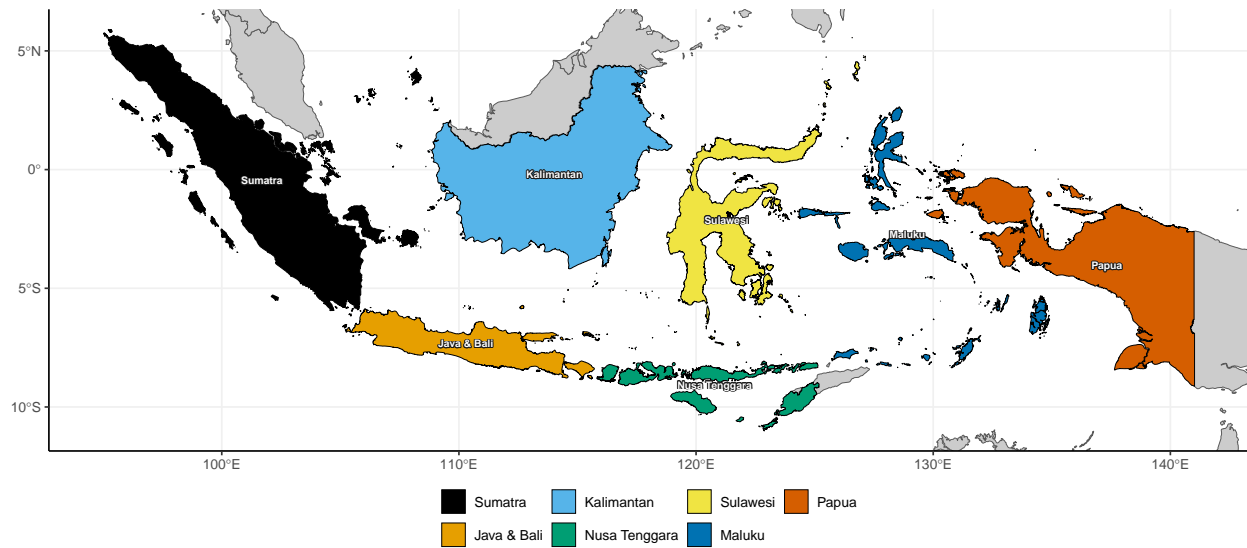 5°N
0°
5°S
10°S
Sumatra
Kalimantan
Sulawesi
Maluku
Papua
Java & Bali
Nusa Tenggara
100°E 110°E 120°E 130°E 140°E
Sumatra Kalimantan Sulawesi Papua
Java & Bali Nusa Tenggara Maluku